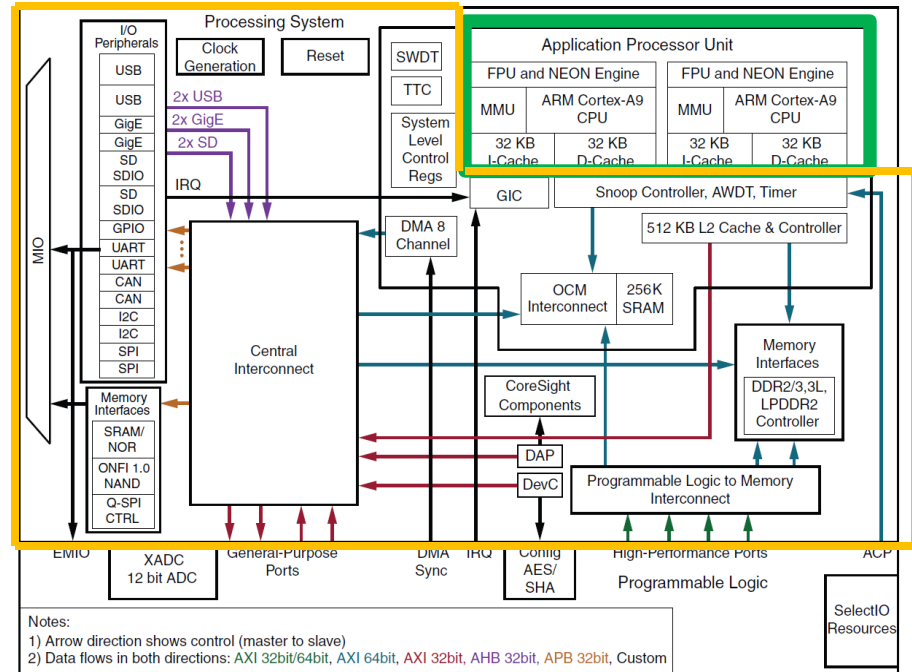 Processing System
I/O
Peripherals
USB
USB
GigE
GigE
SD
SDIO
SD
SDIO
GPIO
UART
UART
CAN
CAN
I2C
I2C
SPI
SPI
MIO
Memory
Interfaces
SRAM/
NOR
ONFI 1.0
NAND
Q-SPI
CTRL
Clock
Generation
Reset
2x USB
2x GigE
2x SD
IRQ
SWDT
TTC
System
Level
Control
Regs
Application Processor Unit
FPU and NEON Engine
MMU
ARM Cortex-A9
CPU
32 KB
I-Cache
32 KB
D-Cache
FPU and NEON Engine
MMU
ARM Cortex-A9
CPU
32 KB
I-Cache
32 KB
D-Cache
GIC
Snoop Controller, AWDT, Timer
DMA 8
Channel
512 KB L2 Cache & Controller
OCM
Interconnect
256K
SRAM
Central
Interconnect
Memory
Interfaces
DDR2/3,3L,
LPDDR2
Controller
CoreSight
Components
DAP
DevC
Programmable Logic to Memory
Interconnect
EMIO
XADC
12 bit ADC
General-Purpose
Ports
DMA
Sync
IRQ
Config
AES/
SHA
High-Performance Ports
ACP
Programmable Logic
SelectIO
Resources
Notes:
1) Arrow direction shows control (master to slave)
2) Data flows in both directions: AXI 32bit/64bit, AXI 64bit, AXI 32bit, AHB 32bit, APB 32bit, Custom